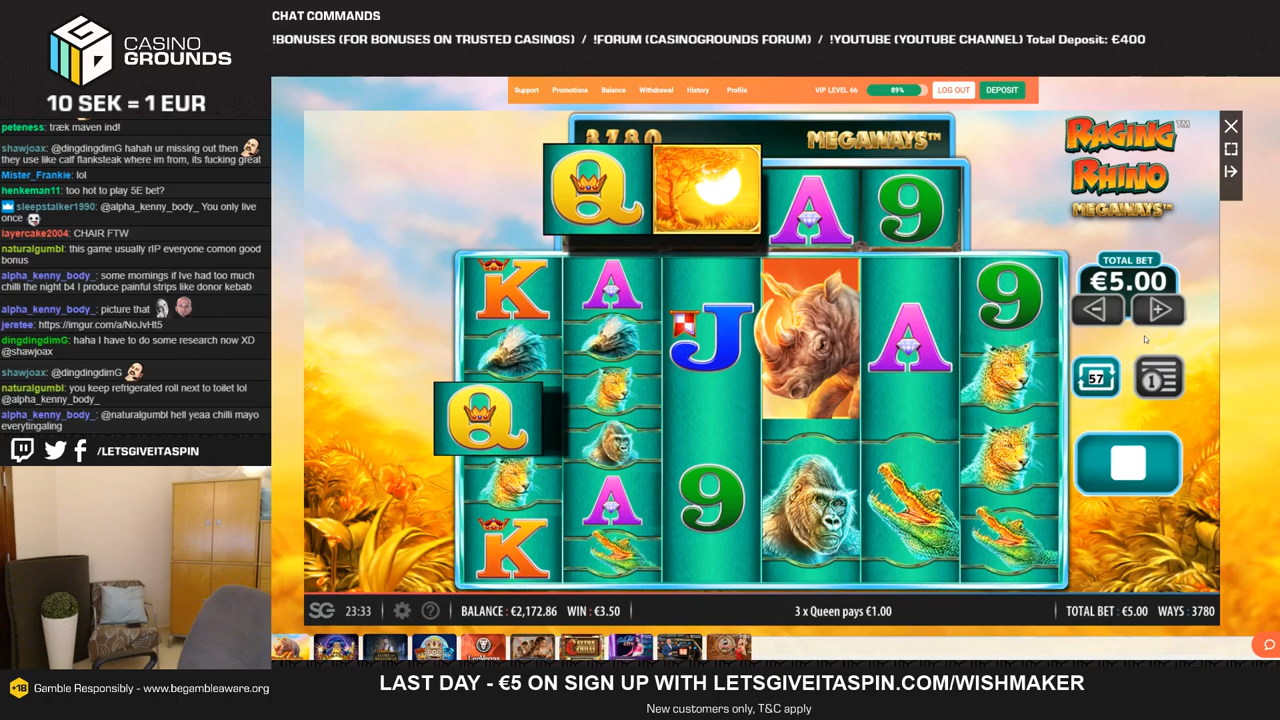 CHAT COMMANDS
!BONUSES (FOR BONUSES ON TRUSTED CASINOS) / !FORUM (CASINOGROUNDS FORUM) / !YOUTUBE (YOUTUBE CHANNEL) Total Deposit: €400
CASINO
GROUNDS
10 SEK = 1 EUR
peteness: træk maven ind!
shawjoax: @dingdingdimG hahah ur missing out then
they use like calf flanksteak where im from, its fucking great
Mister_Frankie: lol
henkeman11: too hot to play 5E bet?
sleepstalker1990: @alpha_kenny_body_ You only live
once
layercake2004: CHAIR FTW
naturalgumbl: this game usually rIP everyone comon good
bonus
alpha_kenny_body_: some mornings if Ive had too much
chilli the night b4 I produce painful strips like donor kebab
alpha_kenny_body_: picture that
jeretee: https://imgur.com/a/NoJvHt5
dingdingdimG: haha I have to do some research now XD
@shawjoax
shawjoax: @dingdingdimG
naturalgumbl: you keep refrigerated roll next to toilet lol
@alpha_kenny_body_
alpha_kenny_body_: @naturalgumbl hell yeaa chilli mayo
everytingaling
/LETSGIVEITASPIN
Support Promotions Balance Withdrawal History Profile VIP LEVEL 66 89% LOG OUT DEPOSIT
3780 MEGAWAYS™
RAGING™
RHINO
MEGAWAYS™
Q A 9
K A J A 9
Q
K A 9
TOTAL BET
€5.00
57
1
SG 23:33 BALANCE: €2,172.86 WIN: €3.50 3 x Queen pays €1.00 TOTAL BET: €5.00 WAYS: 3780
+18 Gamble Responsibly - www.begambleaware.org
LAST DAY - €5 ON SIGN UP WITH LETSGIVEITASPIN.COM/WISHMAKER
New customers only, T&C apply